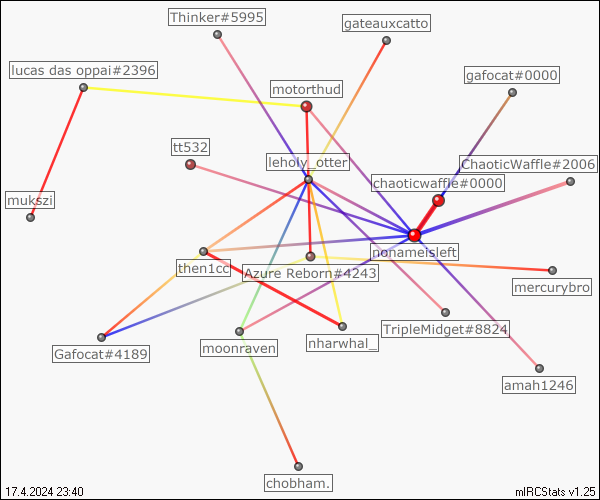 Thinker#5995
gateauxcatto
lucas das oppai#2396
gafocat#0000
motorthud
tt532
leholy_otter
ChaoticWaffle#2006
chaoticwaffle#0000
mukszi
nonameisleft
then1cc
Azure Reborn#4243
mercurybro
TripleMidget#8824
nharwhal_
moonraven
Gafocat#4189
amah1246
chobham.
17.4.2024 23:40
mIRCStats v1.25